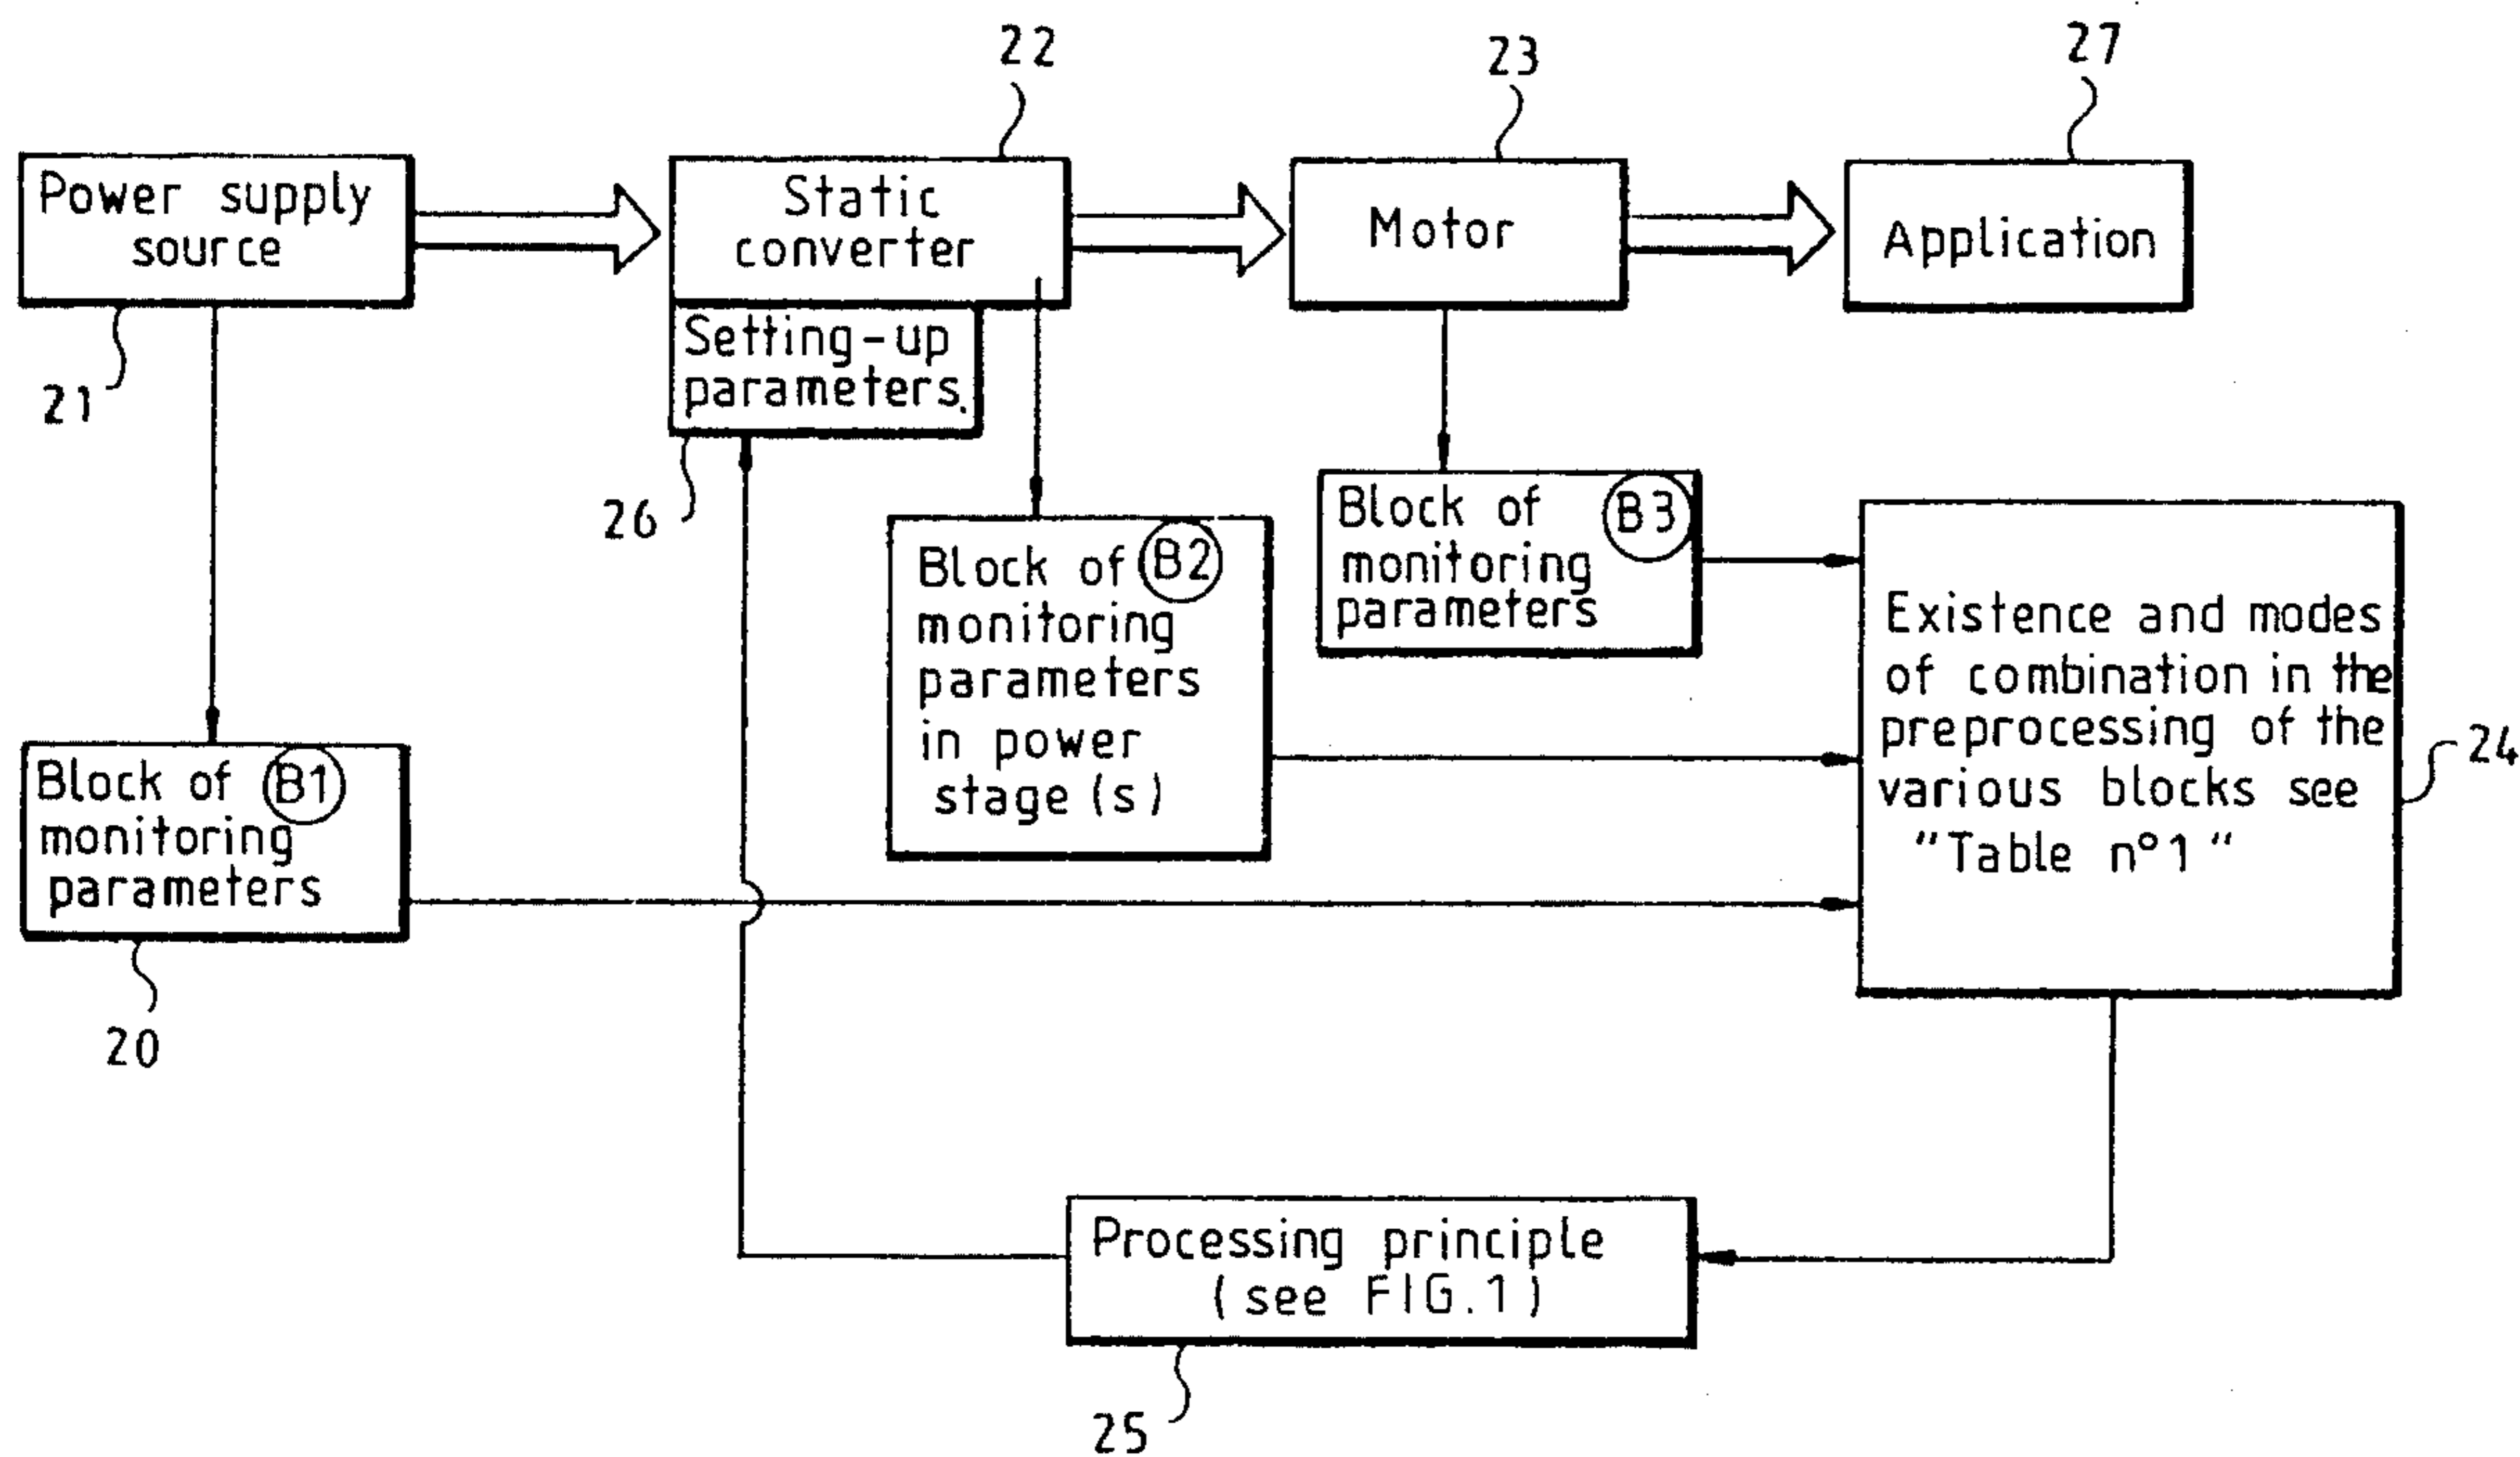 22
23
27
Power supply
source
Static
converter
Motor
Application
Setting-up
parameters.
21
26
Block of B3
monitoring
parameters
Block of B2
monitoring
parameters
in power
stage (s)
Existence and modes
of combination in the
preprocessing of the
various blocks see
"Table n°1"
24
Block of B1
monitoring
parameters
20
Processing principle
(see FIG.1)
25